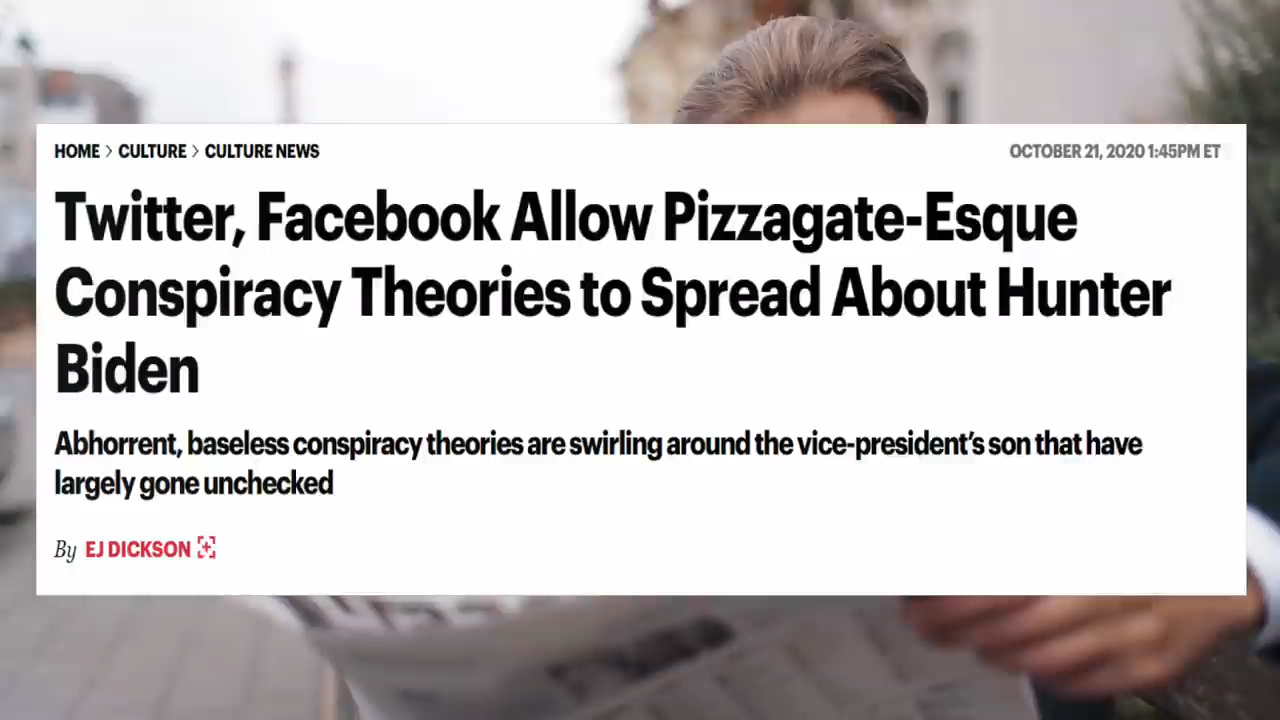 HOME > CULTURE > CULTURE NEWS
OCTOBER 21, 2020 1:45PM ET
Twitter, Facebook Allow Pizzagate-Esque
Conspiracy Theories to Spread About Hunter
Biden
Abhorrent, baseless conspiracy theories are swirling around the vice-president's son that have
largely gone unchecked
By EJ DICKSON